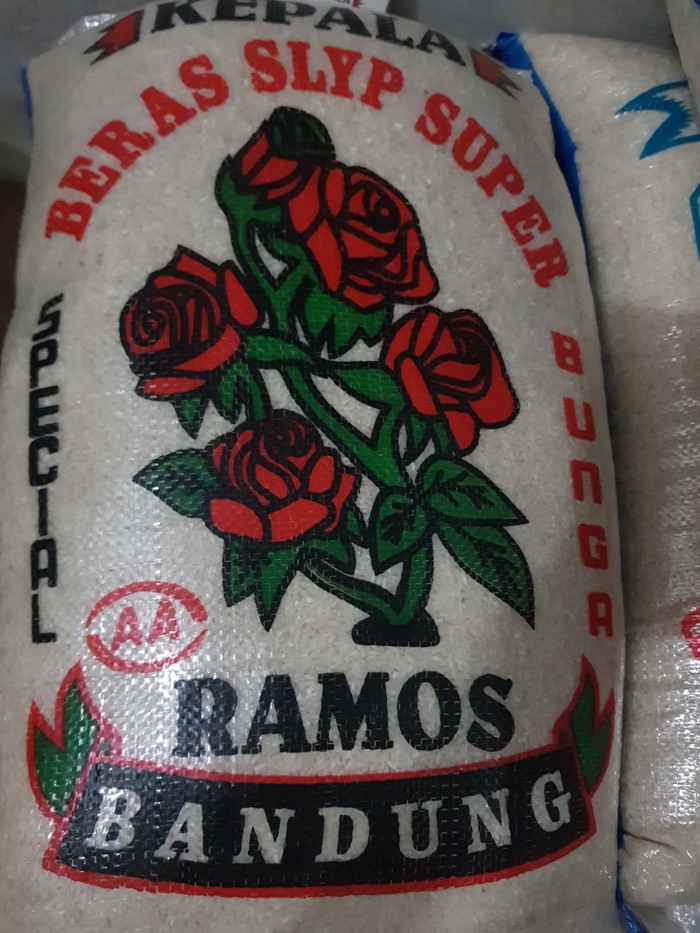 KEPALA
BERAS SLYP SUPER
SPECIAL
BUNGA
AA
RAMOS
BANDUNG